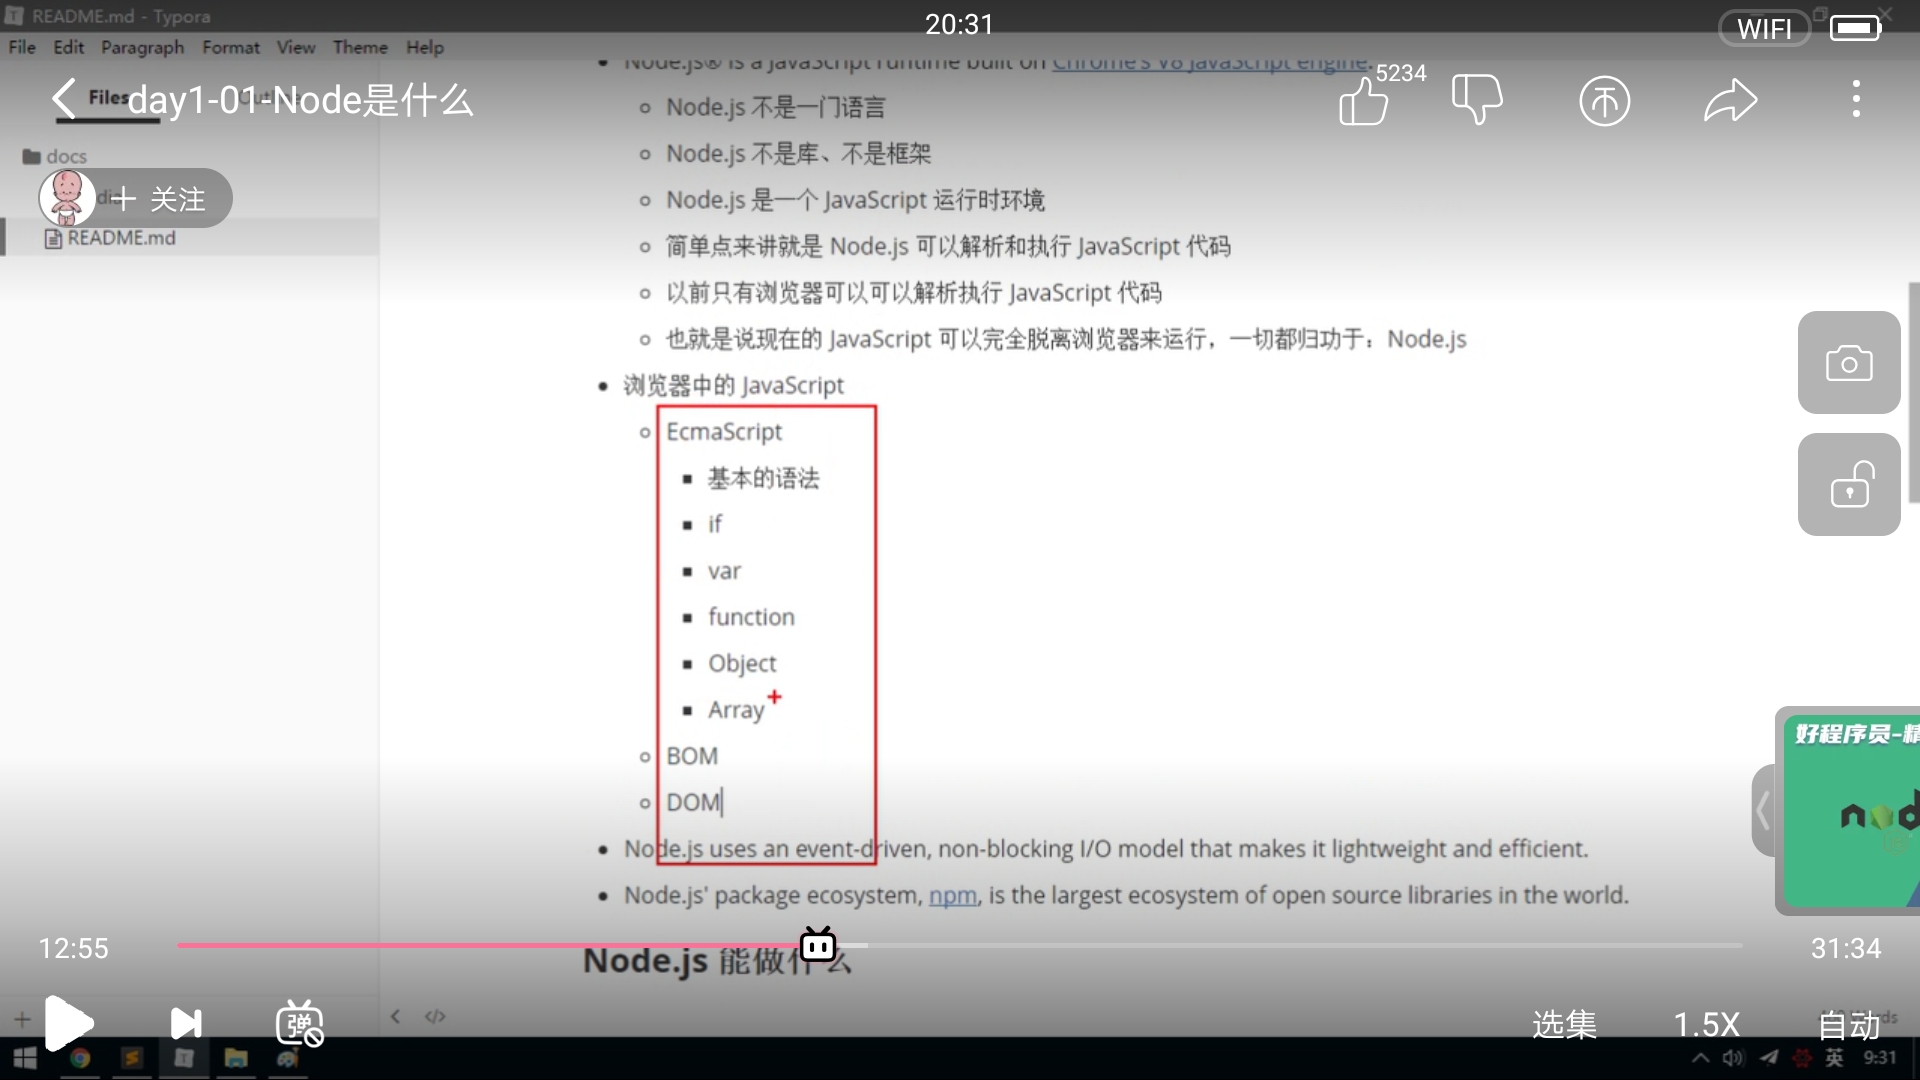 README.md - Typora
20:31
WIFI
File Edit Paragraph Format View Theme Help
Node.js® is a JavaScript runtime built on Chrome's V8 JavaScript engine.
5234
Files
day1-01-Node是什么
Node.js 不是一门语言
docs
Node.js 不是库、不是框架
关注
Node.js 是一个 JavaScript 运行时环境
README.md
简单点来讲就是 Node.js 可以解析和执行 JavaScript 代码
以前只有浏览器可以可以解析执行 JavaScript 代码
也就是说现在的 JavaScript 可以完全脱离浏览器来运行，一切都归功于：Node.js
浏览器中的 JavaScript
EcmaScript
基本的语法
if
var
function
Object
Array
BOM
DOM
好程序员-精
Node.js uses an event-driven, non-blocking I/O model that makes it lightweight and efficient.
Node.js' package ecosystem, npm, is the largest ecosystem of open source libraries in the world.
12:55
31:34
Node.js 能做什么
弹
选集
1.5X
自动
英
9:31